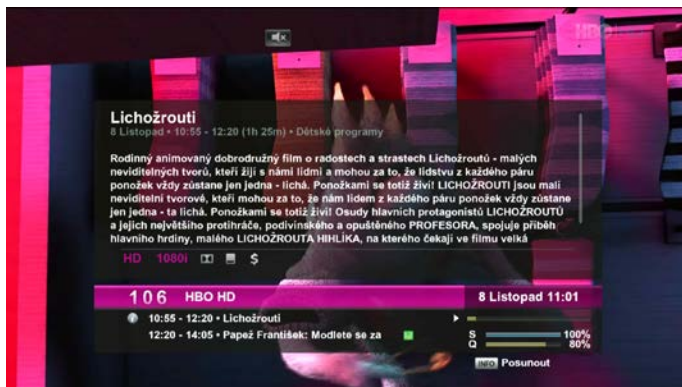 HBO
Lichožrouti
8 Listopad • 10:55 - 12:20 (1h 25m) • Dětské programy
Rodinný animovaný dobrodružný film o radostech a strastech Lichožroutů - malých
neviditelných tvorů, kteří žijí s námi lidmi a mohou za to, že lidstvu z každého páru
ponožek vždy zůstane jen jedna - lichá. Ponožkami se totiž živí! LICHOŽROUTI jsou malí
neviditelní tvorové, kteří mohou za to, že nám lidem z každého páru ponožek vždy zůstane
jen jedna - ta lichá. Ponožkami se totiž živí! Osudy hlavních protagonistů LICHOŽROUTŮ
a jejich největšího protihráče, podivínského a opuštěného PROFESORA, spojuje příběh
hlavního hrdiny, malého LICHOŽROUTA HIHLÍKA, na kterého čekají ve filmu velká
HD 1080i $
106 HBO HD 8 Listopad 11:01
10:55 - 12:20 • Lichožrouti
12:20 - 14:05 • Papež František: Modlete se za
S 100%
Q 80%
INFO Posunout